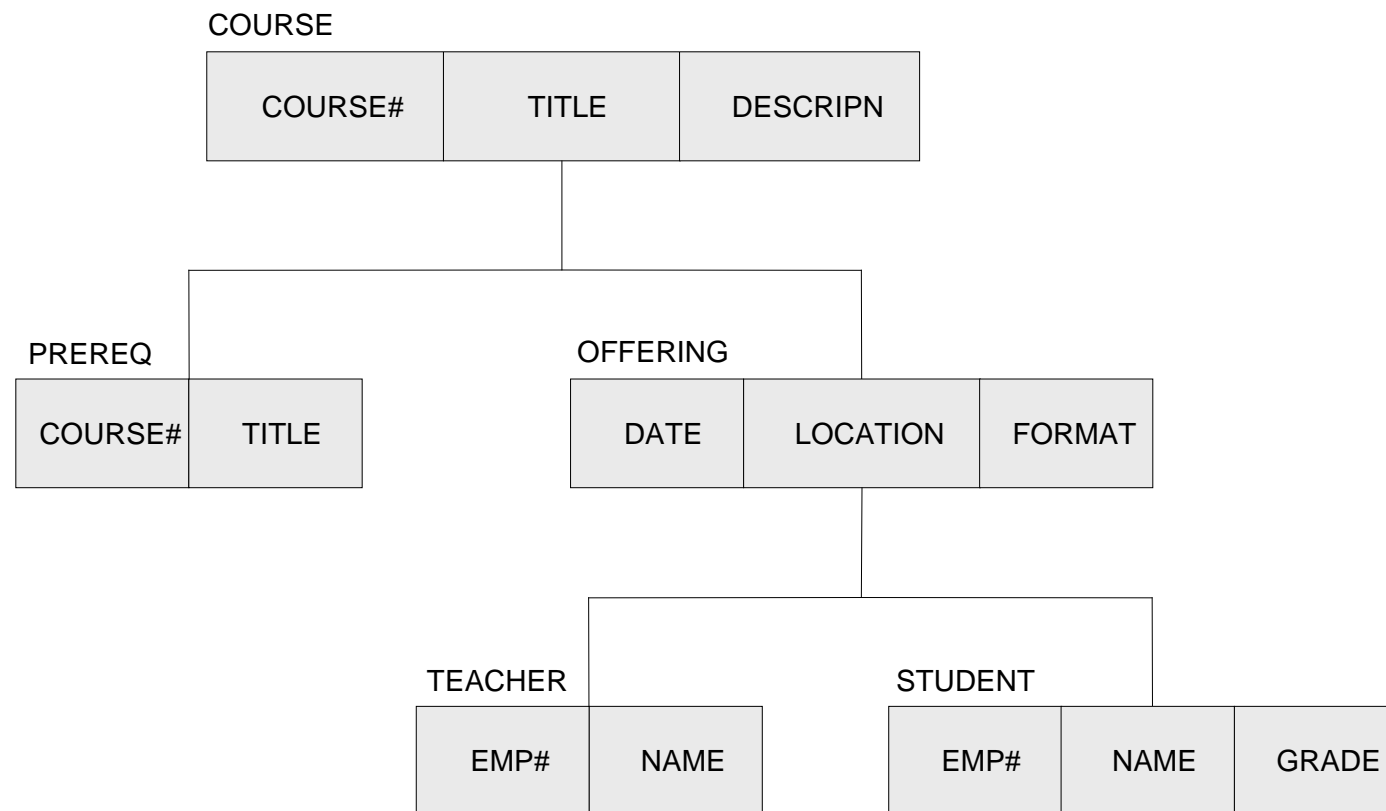 COURSE
COURSE# TITLE DESCRIPN
PREREQ
COURSE# TITLE
OFFERING
DATE LOCATION FORMAT
TEACHER
EMP# NAME
STUDENT
EMP# NAME GRADE